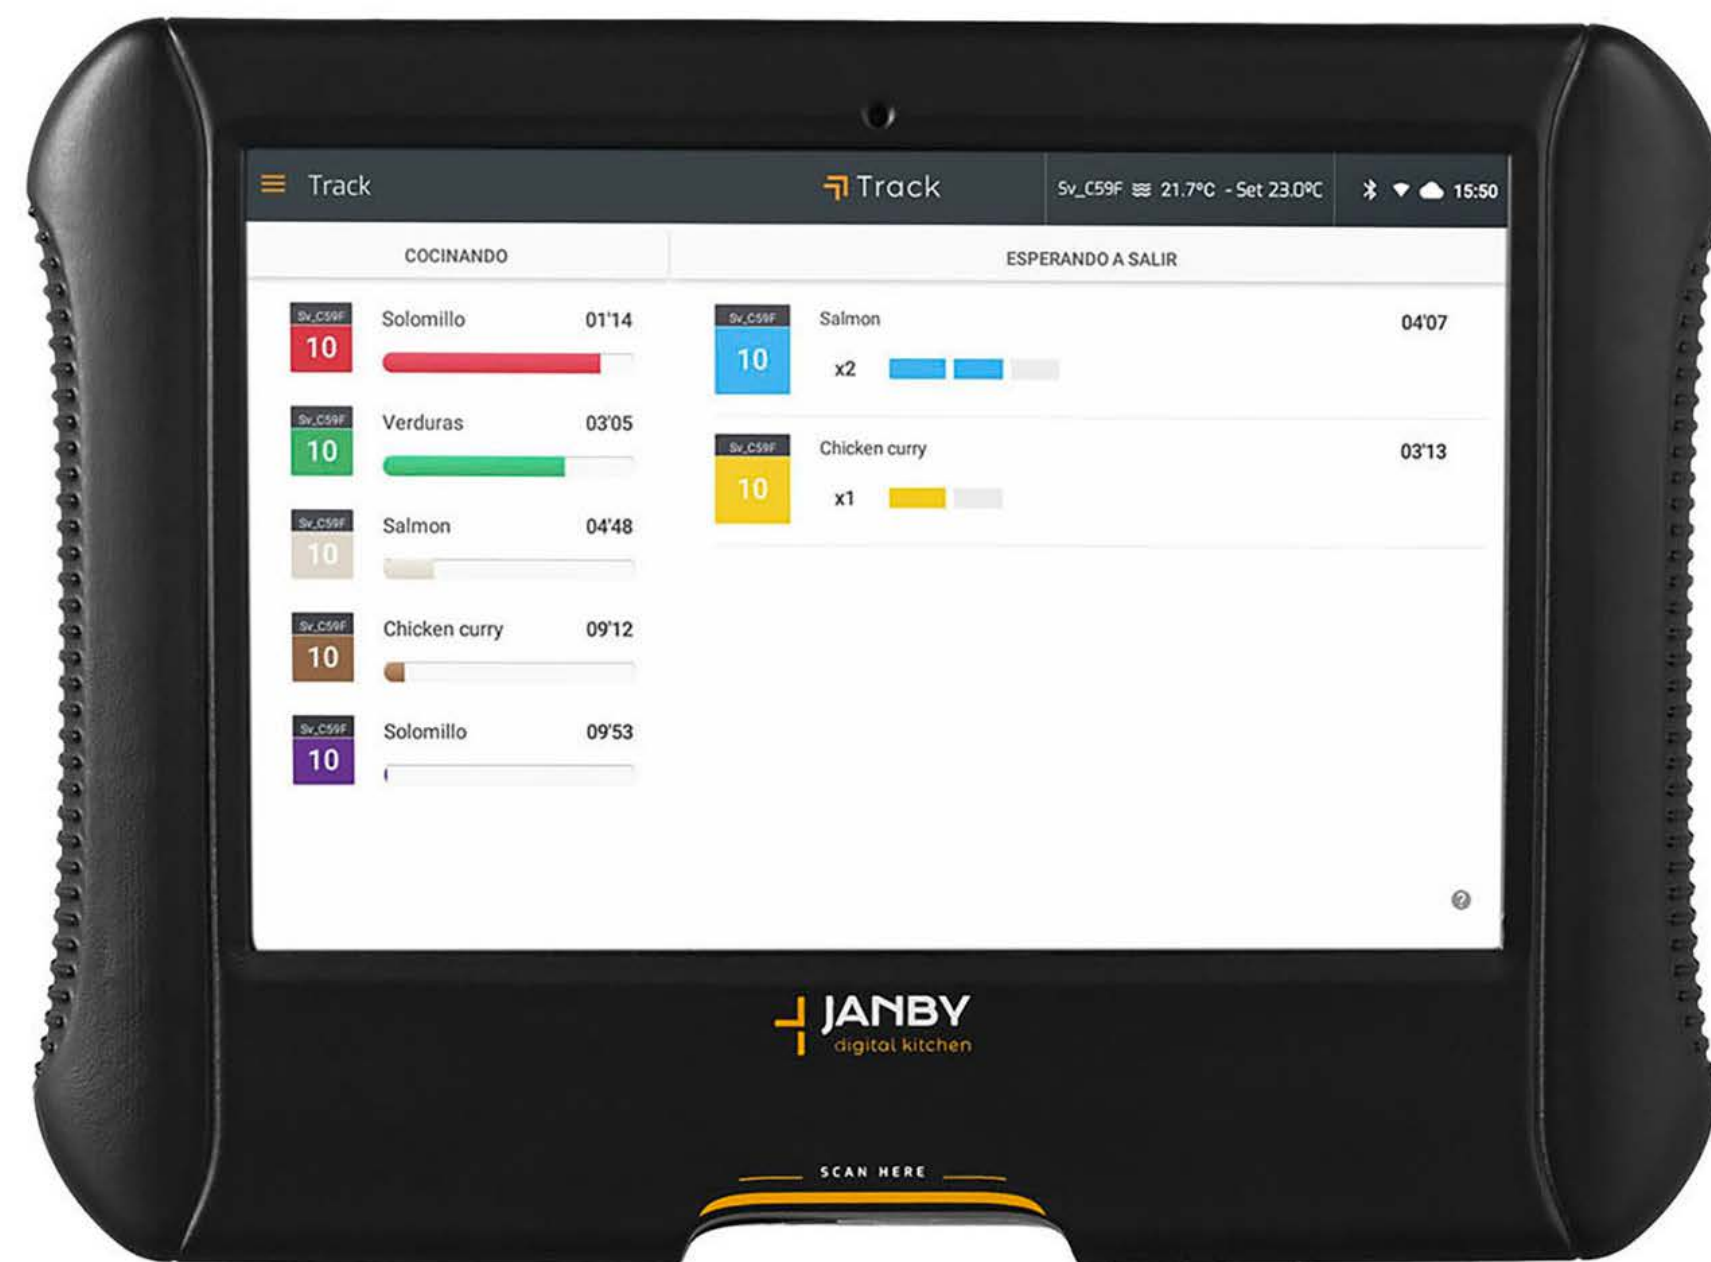 Track
Track
Sv_C59F 21.7ºC - Set 23.0ºC
15:50
COCINANDO
ESPERANDO A SALIR
Sv_C59F
10
Solomillo
01'14
Sv_C59F
10
Verduras
03'05
Sv_C59F
10
Salmon
04'48
Sv_C59F
10
Chicken curry
09'12
Sv_C59F
10
Solomillo
09'53
Sv_C59F
10
Salmon
04'07
x2
Sv_C59F
10
Chicken curry
03'13
x1
JANBY
digital kitchen
SCAN HERE